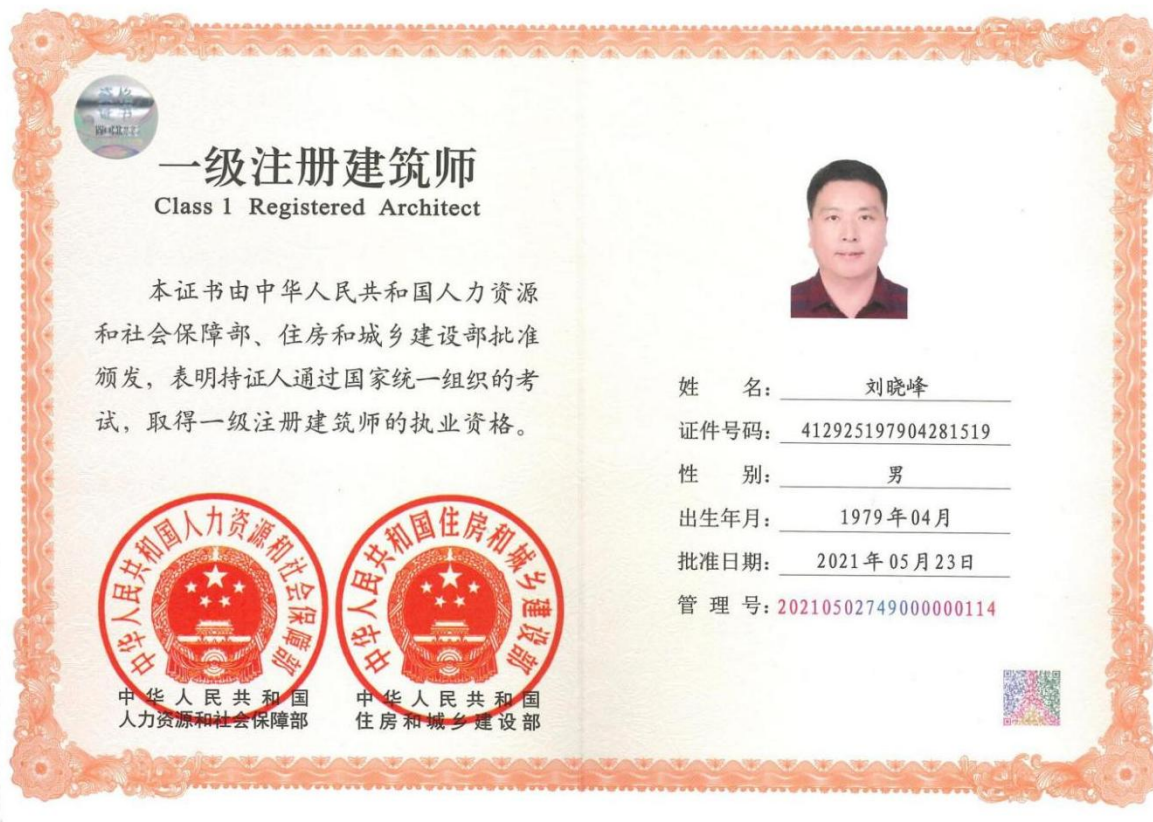 一级注册建筑师
Class 1 Registered Architect
本证书由中华人民共和国人力资源
和社会保障部、住房和城乡建设部批准
颁发，表明持证人通过国家统一组织的考
试，取得一级注册建筑师的执业资格。
中华人民共和国人力资源和社会保障部
中华人民共和国住房和城乡建设部
中华人民共和国
人力资源和社会保障部
中华人民共和国
住房和城乡建设部
姓名：刘晓峰
证件号码：412925197904281519
性别：男
出生年月：1979年04月
批准日期：2021年05月23日
管理号：20210502749000000114